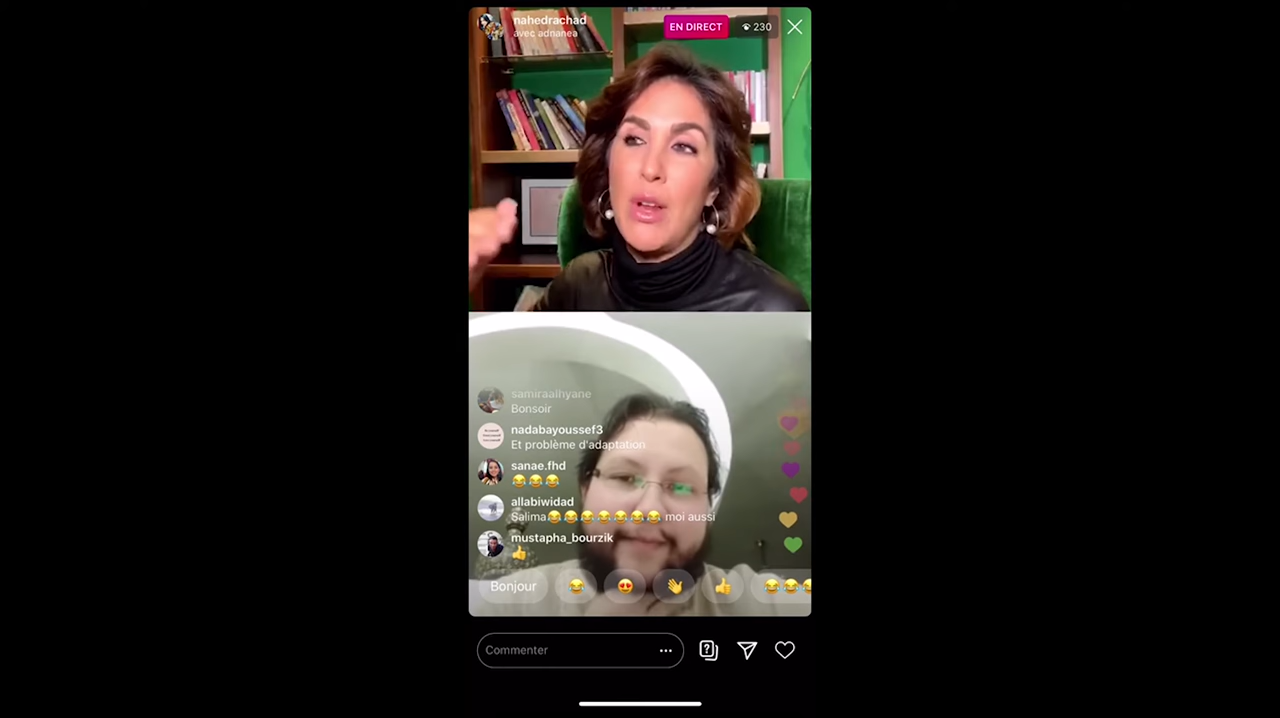 nahedrachad
avec adnanea
EN DIRECT
230
samiraalhyane
Bonsoir
nadabayoussef3
Et problème d'adaptation
sanae.fhd
😂😂😂
allabiwidad
Salima😂😂😂😂😂😂😂 moi aussi
mustapha_bourzik
👍
Bonjour 😂 😍 👋 👍 😂😂😂
Commenter